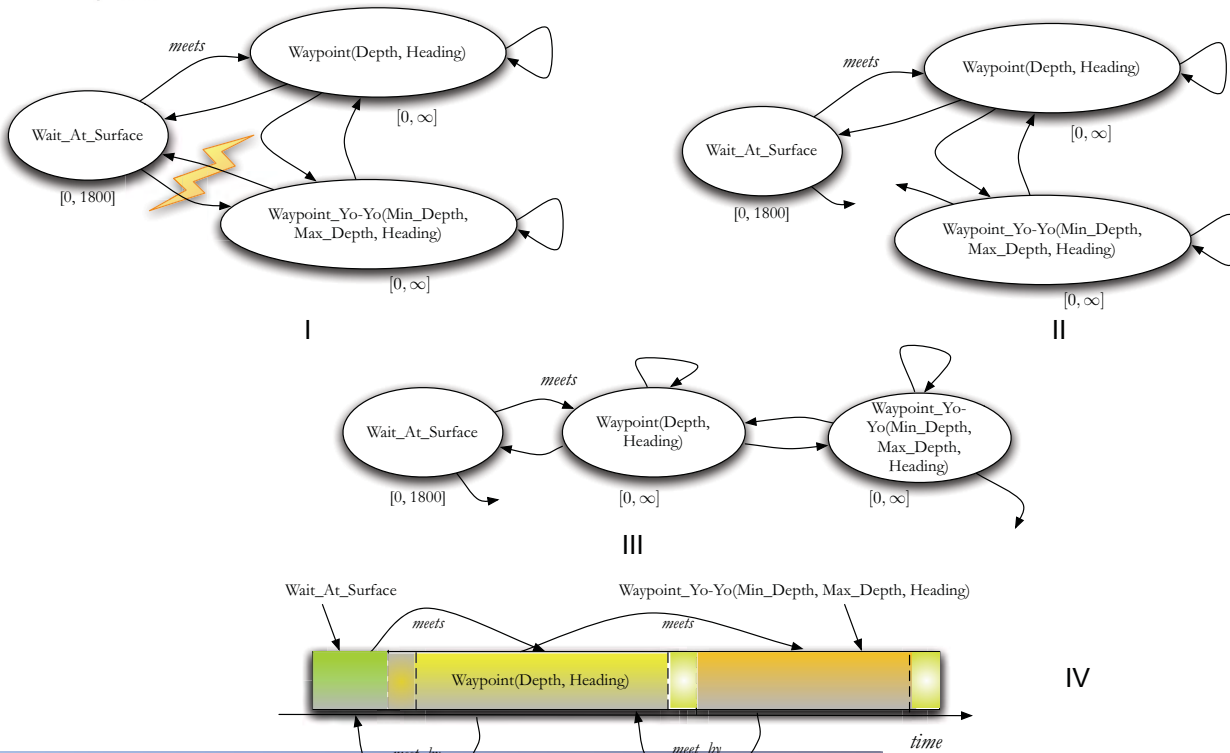 meets
Waypoint(Depth, Heading)
[0, ∞]
Wait_At_Surface
[0, 1800]
Waypoint_Yo-Yo(Min_Depth,
Max_Depth, Heading)
[0, ∞]
I
meets
Waypoint(Depth, Heading)
[0, ∞]
Wait_At_Surface
[0, 1800]
Waypoint_Yo-Yo(Min_Depth,
Max_Depth, Heading)
[0, ∞]
II
meets
Wait_At_Surface
[0, 1800]
Waypoint(Depth,
Heading)
[0, ∞]
Waypoint_Yo-
Yo(Min_Depth,
Max_Depth,
Heading)
[0, ∞]
III
Wait_At_Surface
Waypoint_Yo-Yo(Min_Depth, Max_Depth, Heading)
meets
meets
Waypoint(Depth, Heading)
IV
time
met_by